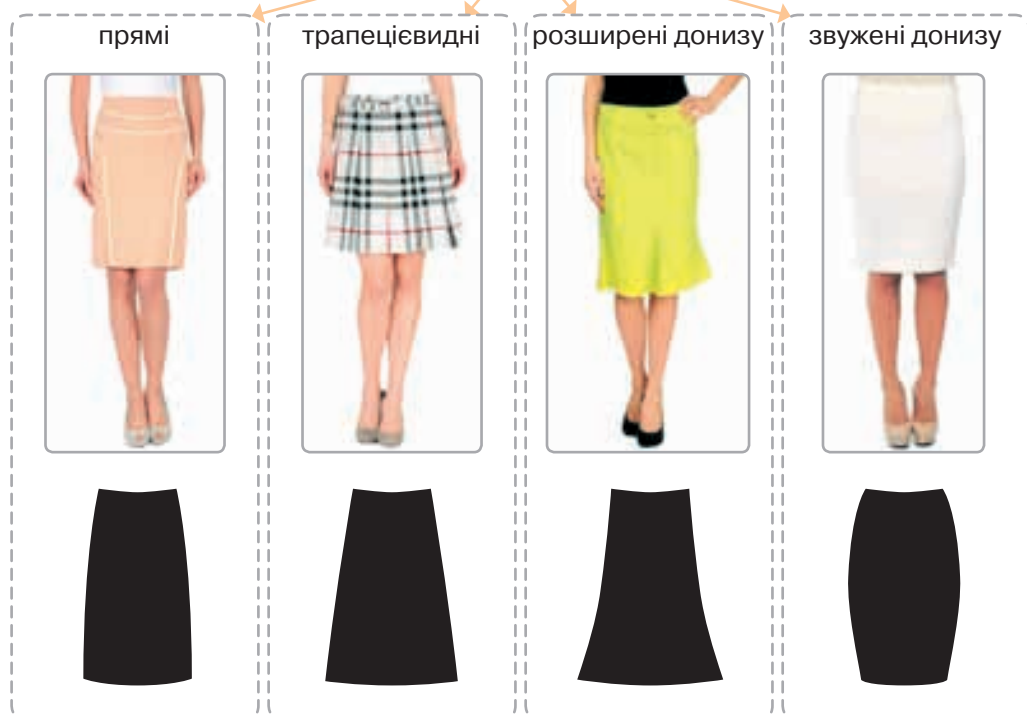 прямі
трапецієвидні
розширені донизу
звужені донизу